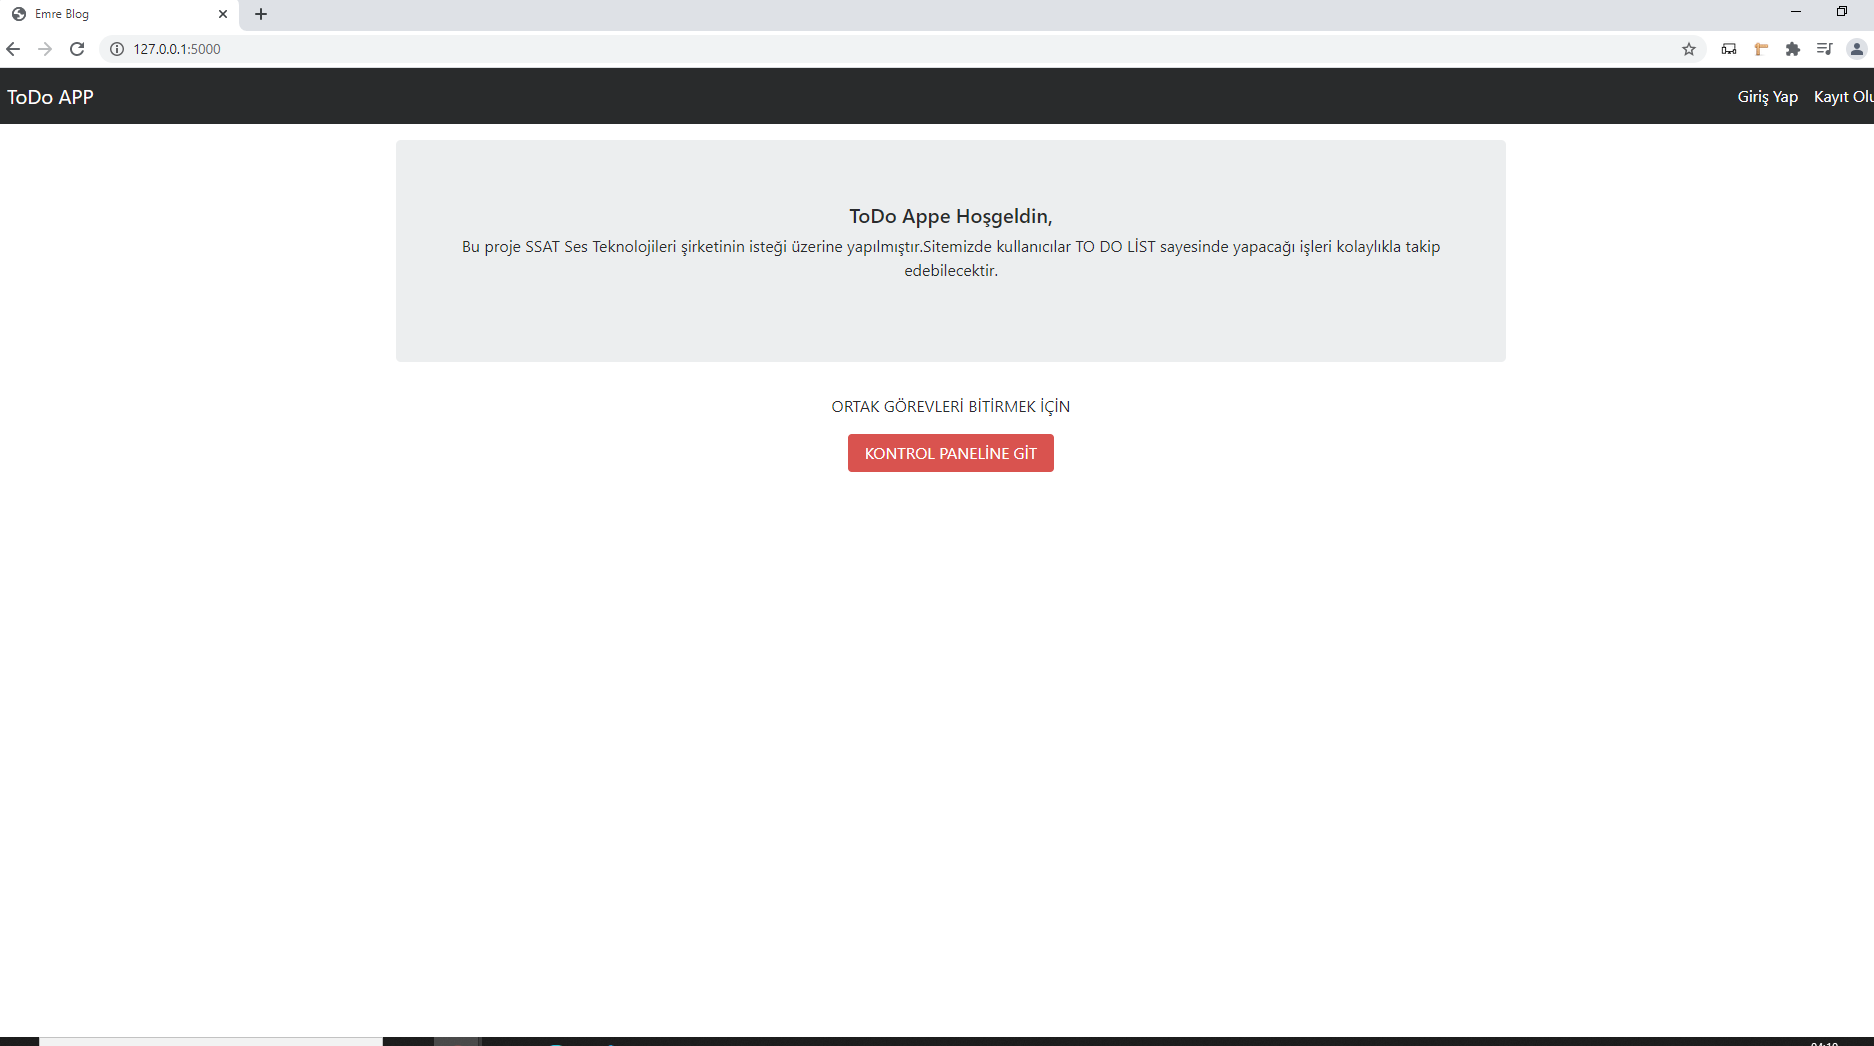 Emre Blog
127.0.0.1:5000
ToDo APP
Giriş Yap
Kayıt Olu
ToDo Appe Hoşgeldin,
Bu proje SSAT Ses Teknolojileri şirketinin isteği üzerine yapılmıştır.Sitemizde kullanıcılar TO DO LİST sayesinde yapacağı işleri kolaylıkla takip
edebilecektir.
ORTAK GÖREVLERİ BİTİRMEK İÇİN
KONTROL PANELİNE GİT